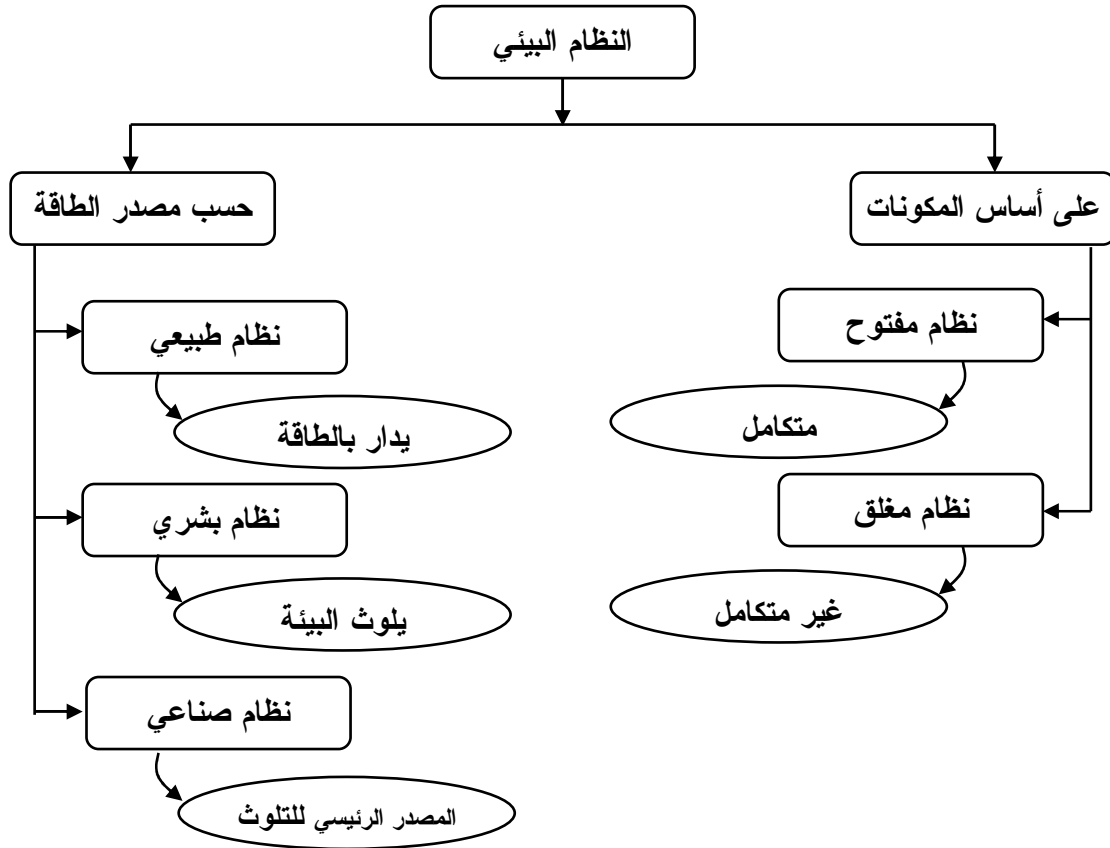 النظام البيئي
على أساس المكونات
حسب مصدر الطاقة
نظام مفتوح
متكامل
نظام مغلق
غير متكامل
نظام طبيعي
يدار بالطاقة
نظام بشري
يلوث البيئة
نظام صناعي
المصدر الرئيسي للتلوث